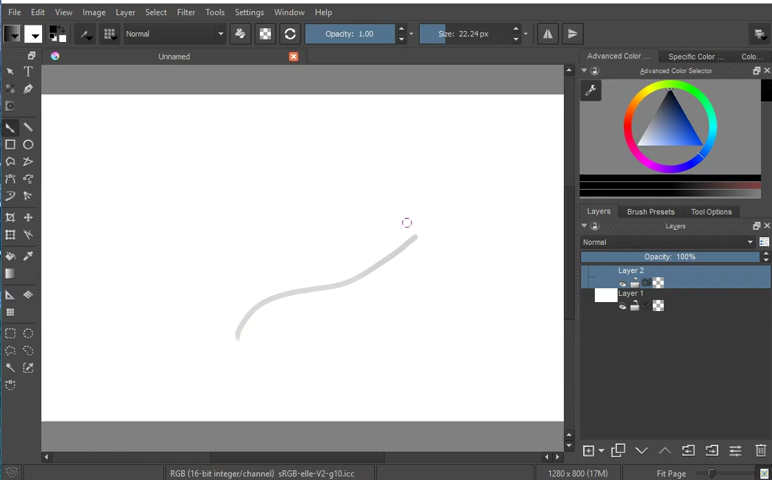 File Edit View Image Layer Select Filter Tools Settings Window Help
Normal Opacity: 1.00 Size: 22.24 px
Unnamed
Advanced Color ... Specific Color ... Colo...
Advanced Color Selector
Layers Brush Presets Tool Options
Layers
Normal
Opacity: 100%
Layer 2
Layer 1
RGB (16-bit integer/channel) sRGB-elle-V2-g10.icc 1280 x 800 (17M) Fit Page